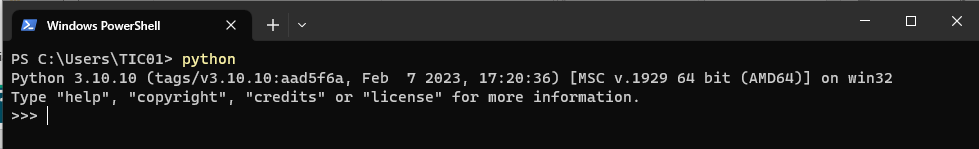 Windows PowerShell
PS C:\Users\TIC01> python
Python 3.10.10 (tags/v3.10.10:aad5f6a, Feb  7 2023, 17:20:36) [MSC v.1929 64 bit (AMD64)] on win32
Type "help", "copyright", "credits" or "license" for more information.
>>>